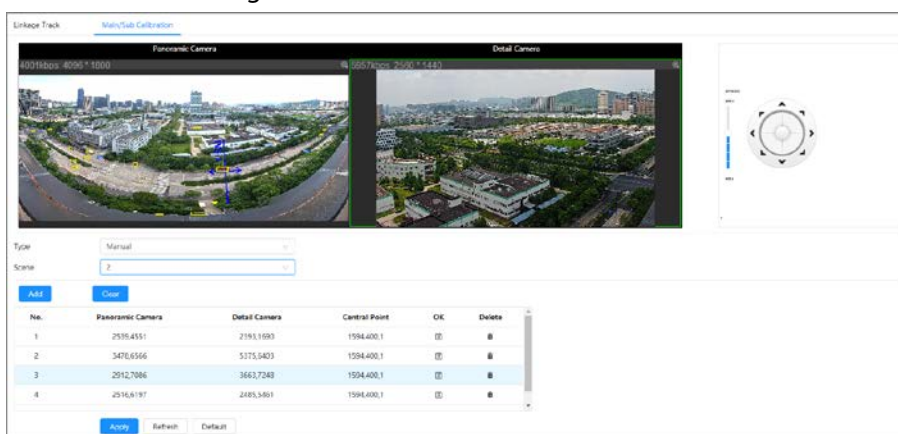 Linkage Track Main/Sub Calibration
Panoramic Camera Detail Camera
4001kbps 4096*1800 5957kbps 2560*1440
Type Manual
Scene 2
Add Clear
No. Panoramic Camera Detail Camera Central Point OK Delete
1 2539,4551 2393,1693 1594,400,1
2 3478,6566 5375,6403 1594,400,1
3 2912,7086 3663,7248 1594,400,1
4 2516,6197 2485,5461 1594,400,1
Apply Refresh Default